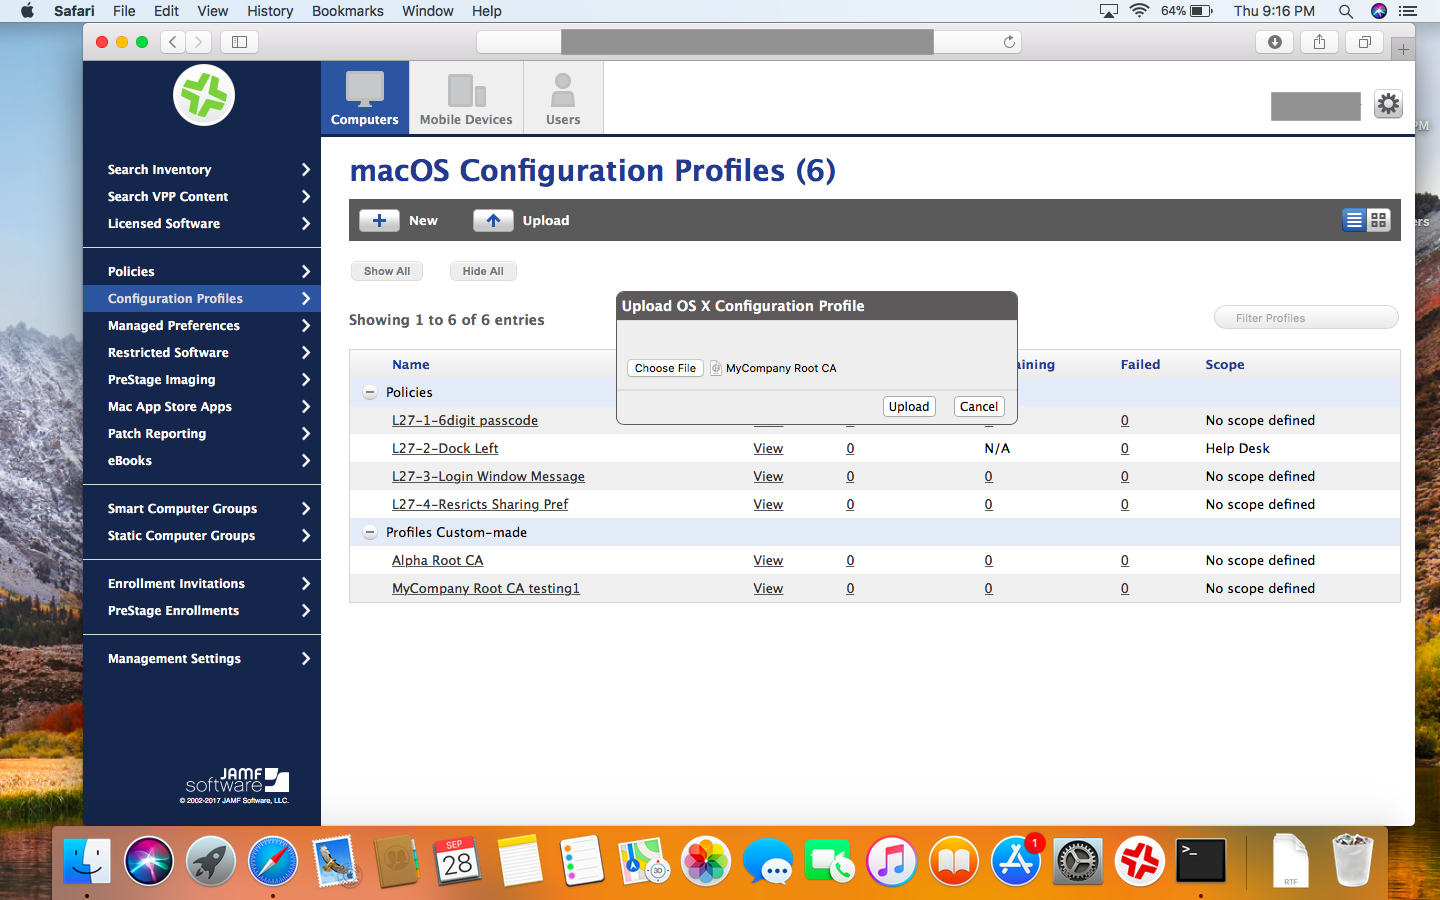 Safari File Edit View History Bookmarks Window Help 64% Thu 9:16 PM
Computers
Mobile Devices
Users
PM
ers
Search Inventory
Search VPP Content
Licensed Software
Policies
Configuration Profiles
Managed Preferences
Restricted Software
PreStage Imaging
Mac App Store Apps
Patch Reporting
eBooks
Smart Computer Groups
Static Computer Groups
Enrollment Invitations
PreStage Enrollments
Management Settings
JAMF
software
© 2002-2017 JAMF Software, LLC.
macOS Configuration Profiles (6)
New Upload
Show All Hide All
Showing 1 to 6 of 6 entries
Filter Profiles
Upload OS X Configuration Profile
Choose File MyCompany Root CA
Upload Cancel
Name aining Failed Scope
Policies
L27-1-6digit passcode 0 No scope defined
L27-2-Dock Left View 0 N/A 0 Help Desk
L27-3-Login Window Message View 0 0 0 No scope defined
L27-4-Resricts Sharing Pref View 0 0 0 No scope defined
Profiles Custom-made
Alpha Root CA View 0 0 0 No scope defined
MyCompany Root CA testing1 View 0 0 0 No scope defined
SEP
28
3D
1
>_
RTF